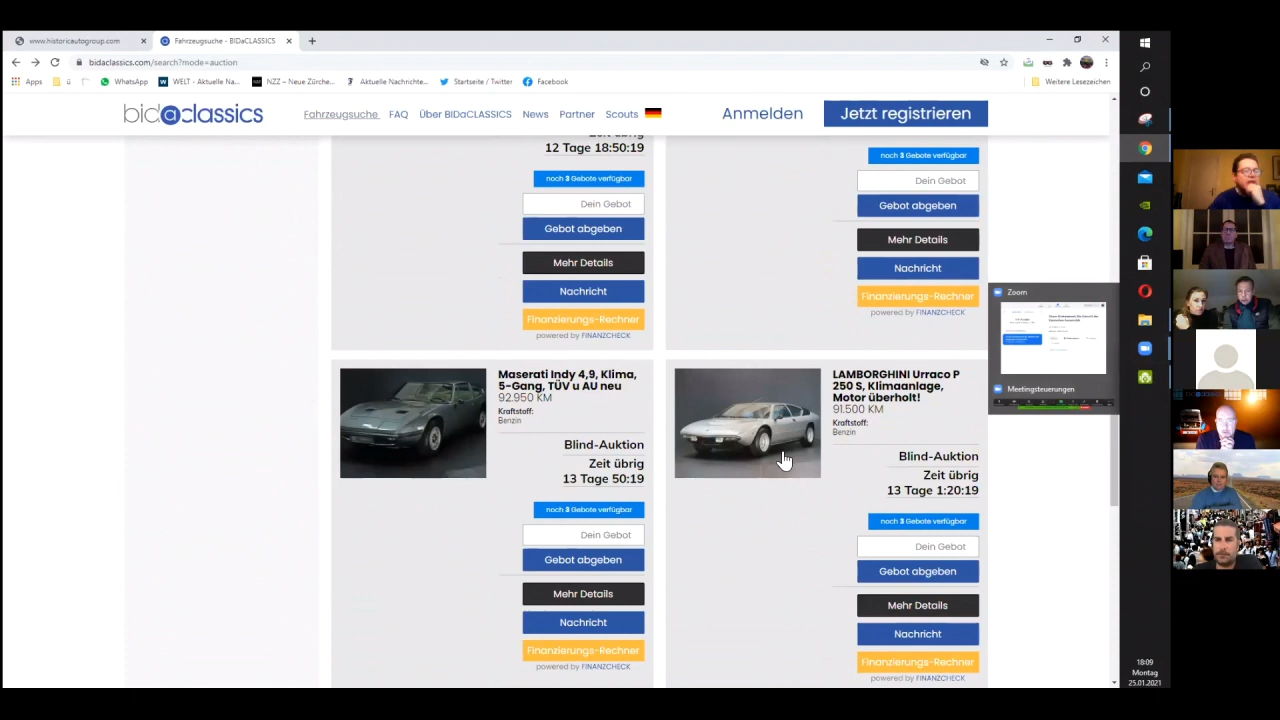 www.historicautogroup.com
Fahrzeugsuche - BIDaCLASSICS
bidaclassics.com/search?mode=auction
Apps
ü
WhatsApp
WELT - Aktuelle Na...
NZZ – Neue Zürche...
Aktuelle Nachrichte...
Startseite / Twitter
Facebook
Weitere Lesezeichen
bidaclassics
Fahrzeugsuche
FAQ
Über BIDaCLASSICS
News
Partner
Scouts
Anmelden
Jetzt registrieren
Zeit übrig
12 Tage 18:50:19
noch 3 Gebote verfügbar
Dein Gebot
Gebot abgeben
Mehr Details
Nachricht
Finanzierungs-Rechner
powered by FINANZCHECK
noch 3 Gebote verfügbar
Dein Gebot
Gebot abgeben
Mehr Details
Nachricht
Finanzierungs-Rechner
powered by FINANZCHECK
Maserati Indy 4,9, Klima,
5-Gang, TÜV u AU neu
92.950 KM
Kraftstoff:
Benzin
Blind-Auktion
Zeit übrig
13 Tage 50:19
noch 3 Gebote verfügbar
Dein Gebot
Gebot abgeben
Mehr Details
Nachricht
Finanzierungs-Rechner
powered by FINANZCHECK
LAMBORGHINI Urraco P
250 S, Klimaanlage,
Motor überholt!
91.500 KM
Kraftstoff:
Benzin
Blind-Auktion
Zeit übrig
13 Tage 1:20:19
noch 3 Gebote verfügbar
Dein Gebot
Gebot abgeben
Mehr Details
Nachricht
Finanzierungs-Rechner
powered by FINANZCHECK
Zoom
Meetingsteuerungen
18:09
Montag
25.01.2021